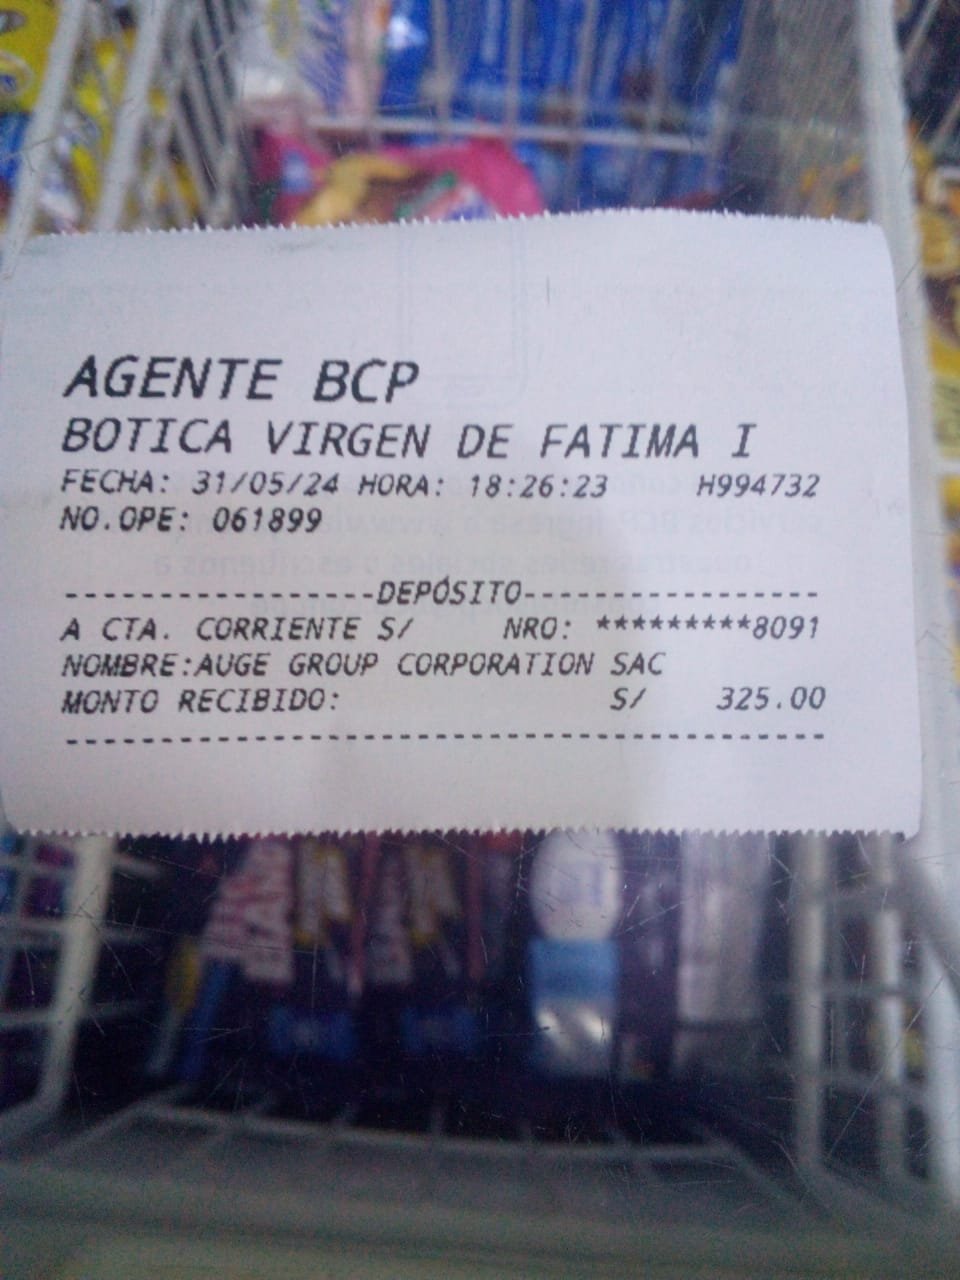 AGENTE BCP
BOTICA VIRGEN DE FATIMA I
FECHA: 31/05/24 HORA: 18:26:23 H994732
NO.OPE: 061899
-----------------DEPÓSITO-----------------
A CTA. CORRIENTE S/ NRO: *********8091
NOMBRE:AUGE GROUP CORPORATION SAC
MONTO RECIBIDO: S/ 325.00
------------------------------------------